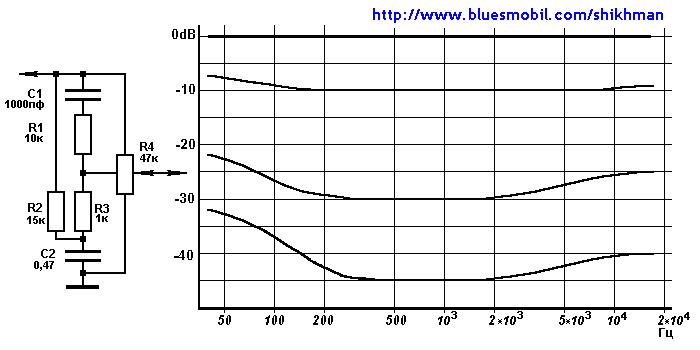 http://www.bluesmobil.com/shikhman
0dB
-10
-20
-30
-40
50 100 200 500 10³ 2×10³ 5×10³ 10⁴ 2×10⁴
Гц
C1
1000пф
R1
10к
R4
47к
R2
15к
R3
1к
C2
0,47